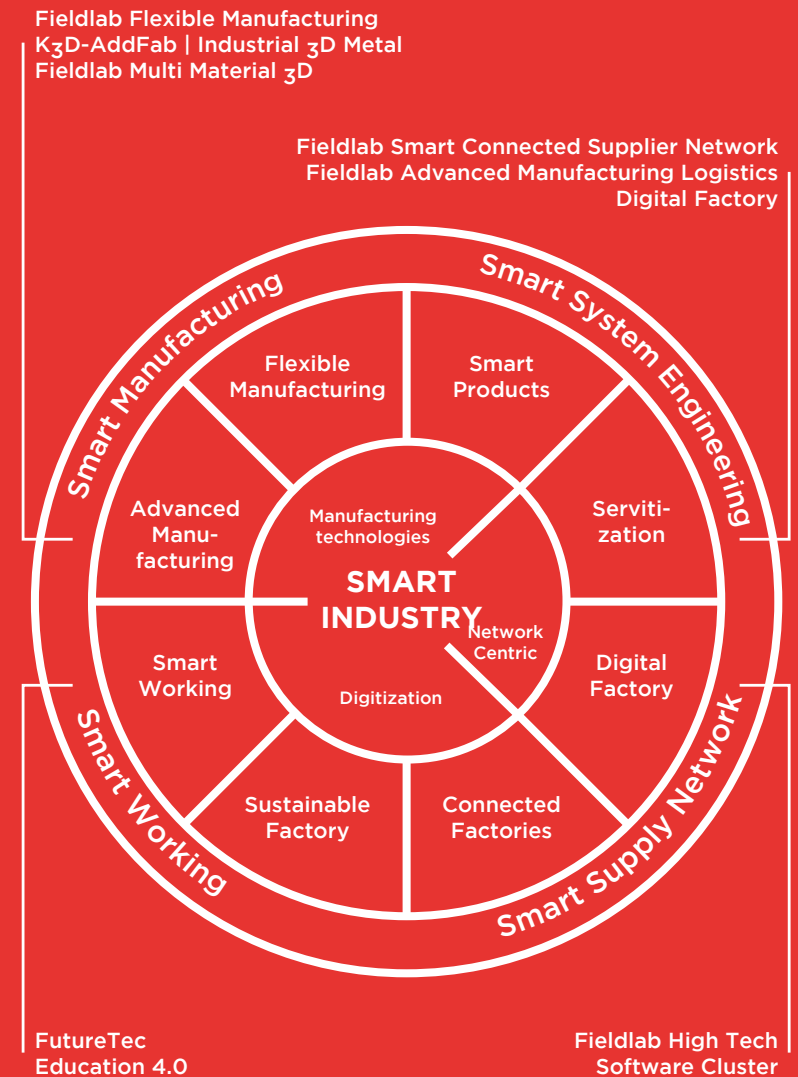 Fieldlab Flexible Manufacturing
K3D-AddFab | Industrial 3D Metal
Fieldlab Multi Material 3D
Fieldlab Smart Connected Supplier Network
Fieldlab Advanced Manufacturing Logistics
Digital Factory
Smart Manufacturing
Smart System Engineering
Flexible
Manufacturing
Smart
Products
Advanced
Manu-
facturing
Manufacturing
technologies
Serviti-
zation
SMART
INDUSTRY
Network
Centric
Smart
Working
Digitization
Digital
Factory
Sustainable
Factory
Connected
Factories
Smart Working
Smart Supply Network
FutureTec
Education 4.0
Fieldlab High Tech
Software Cluster